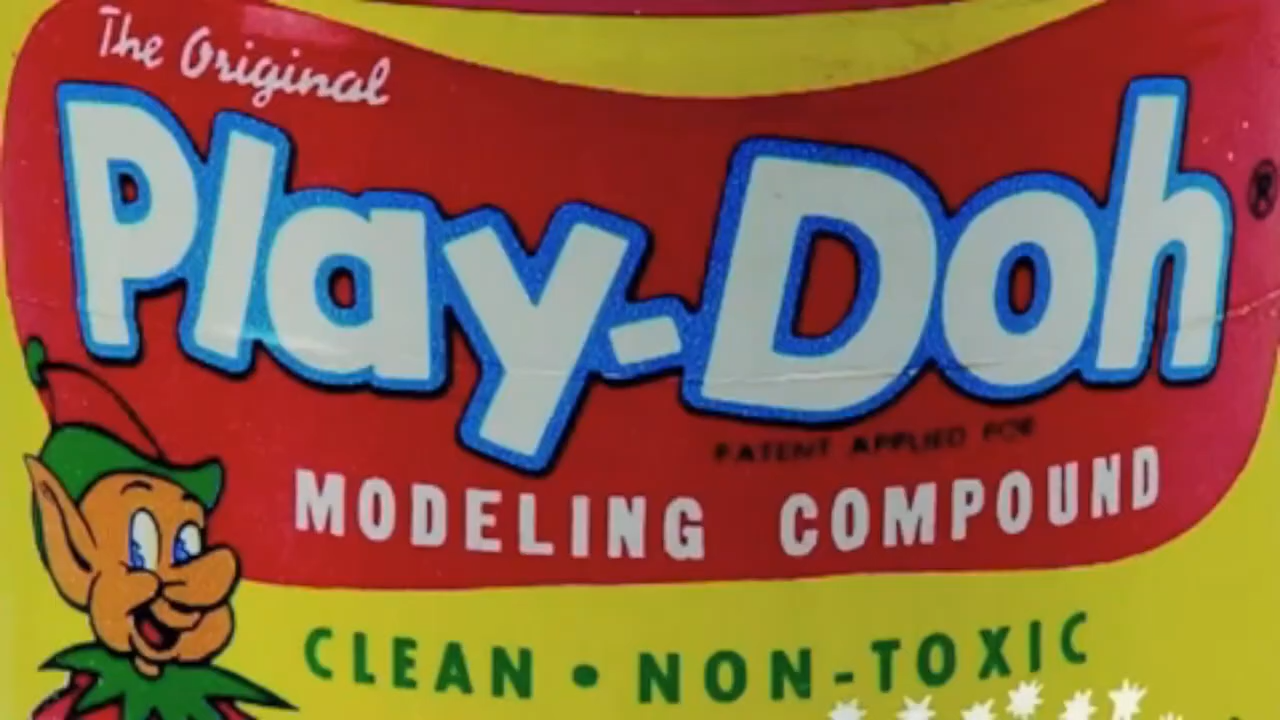 The Original
Play-Doh®
PATENT APPLIED FOR
MODELING COMPOUND
CLEAN • NON-TOXIC